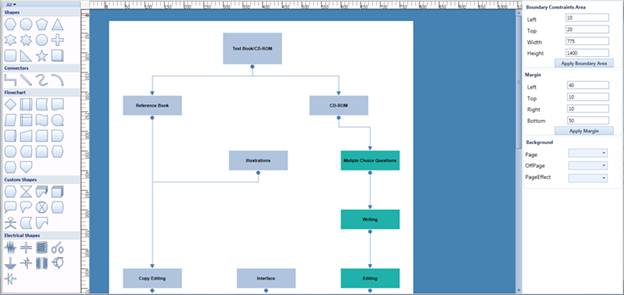 All
Shapes
Connectors
Flowchart
Custom Shapes
Electrical Shapes
Text Book/CD-ROM
Reference Book
CD-ROM
Illustrations
Multiple Choice Questions
Writing
Copy Editing
Interface
Editing
Boundary Constraints Area
Left 10
Top 20
Width 775
Height 1400
Apply Boundary Area
Margin
Left 40
Top 10
Right 10
Bottom 50
Apply Margin
Background
Page
OffPage
PageEffect